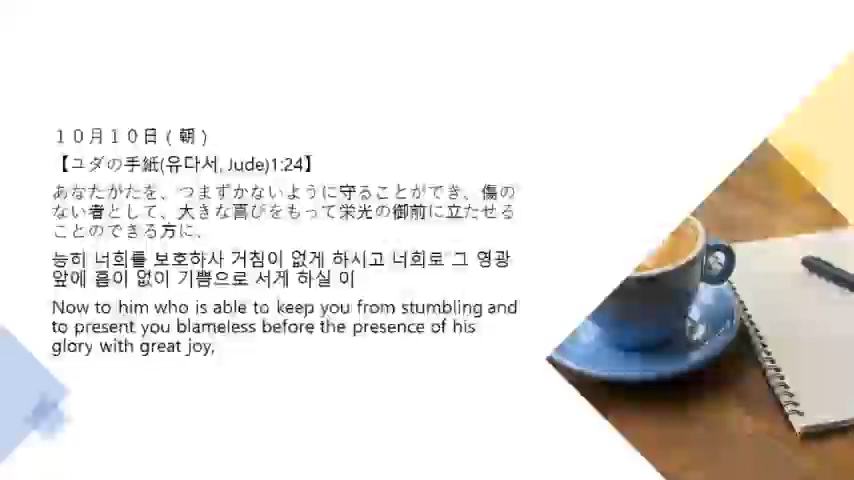 10月10日(朝)
【ユダの手紙(유다서, Jude)1:24】
あなたがたを、つまずかないように守ることができ、傷の
ない者として、大きな喜びをもって栄光の御前に立たせる
ことのできる方に、
능히 너희를 보호하사 거침이 없게 하시고 너희로 그 영광
앞에 흠이 없이 기쁨으로 서게 하실 이
Now to him who is able to keep you from stumbling and
to present you blameless before the presence of his
glory with great joy,